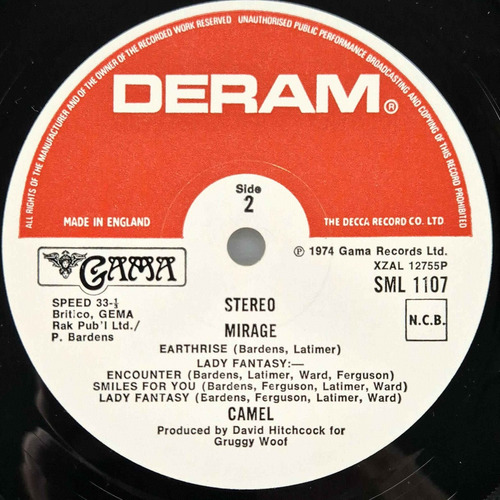 ALL RIGHTS OF THE MANUFACTURER AND OF THE OWNER OF THE RECORDED WORK RESERVED UNAUTHORISED PUBLIC PERFORMANCE BROADCASTING AND COPYING OF THIS RECORD PROHIBITED
DERAM®
Side
2
MADE IN ENGLAND
THE DECCA RECORD CO. LTD.
GAMA
℗ 1974 Gama Records Ltd.
XZAL 12755P
SML 1107
SPEED 33-⅓
Britico, GEMA
Rak Pub'l Ltd./
P. Bardens
N.C.B.
STEREO
MIRAGE
EARTHRISE (Bardens, Latimer)
LADY FANTASY:—
ENCOUNTER (Bardens, Latimer, Ward, Ferguson)
SMILES FOR YOU (Bardens, Ferguson, Latimer, Ward)
LADY FANTASY (Eardens, Ferguson, Latimer, Ward)
CAMEL
Produced by David Hitchcock for
Gruggy Woof